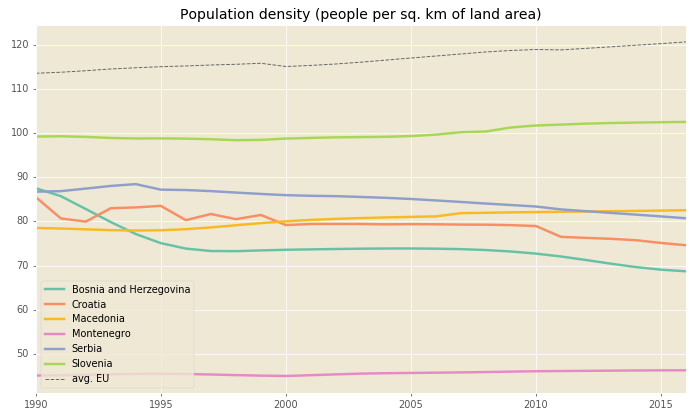 Population density (people per sq. km of land area)
120
110
100
90
80
70
60
50
Bosnia and Herzegovina
Croatia
Macedonia
Montenegro
Serbia
Slovenia
avg. EU
1990 1995 2000 2005 2010 2015